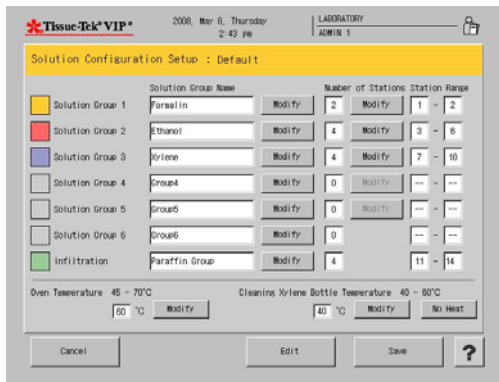 Tissue-Tek® VIP®
2008, May 8, Thursday
2:43 PM
LABORATORY
ADMIN 1
Solution Configuration Setup : Default
Solution Group Name
Number of Stations Station Range
Solution Group 1 Formalin Modify 2 Modify 1 - 2
Solution Group 2 Ethanol Modify 4 Modify 3 - 6
Solution Group 3 Xylene Modify 4 Modify 7 - 10
Solution Group 4 Group4 Modify 0 Modify -- - --
Solution Group 5 Group5 Modify 0 Modify -- - --
Solution Group 6 Group6 Modify 0 -- - --
Infiltration Paraffin Group Modify 4 11 - 14
Oven Temperature 45 - 70°C Cleaning Xylene Bottle Temperature 40 - 60°C
60 °C Modify 40 °C Modify No Heat
Cancel Edit Save ?